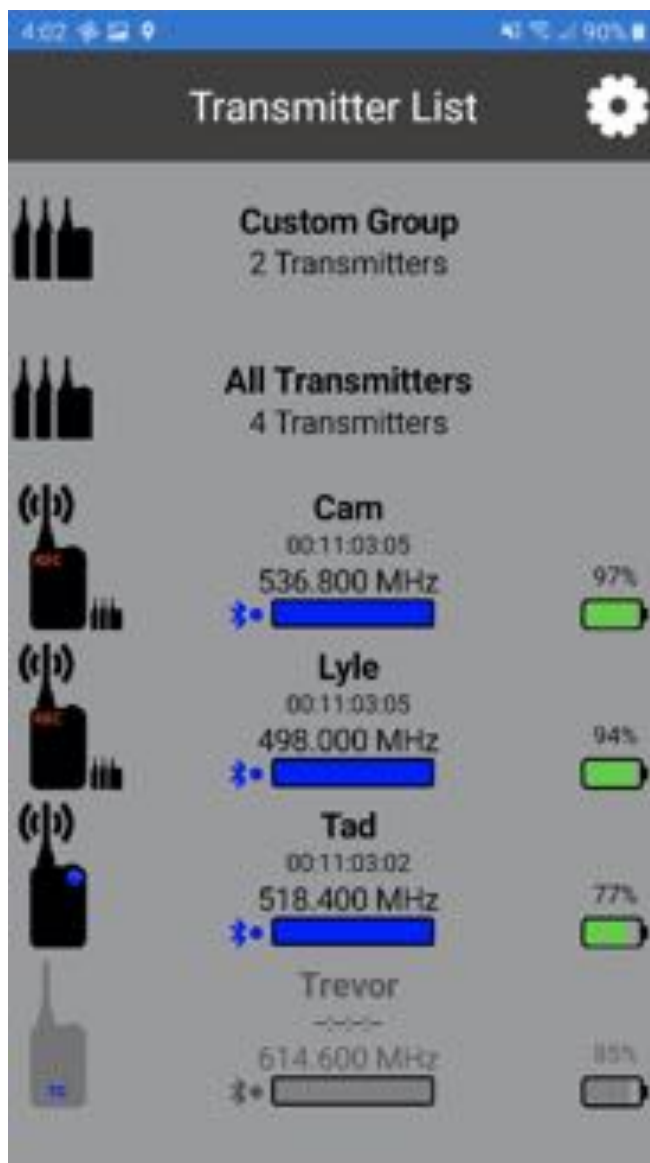 4:02 90%
Transmitter List
Custom Group
2 Transmitters
All Transmitters
4 Transmitters
Cam
00:11:03:05
536.800 MHz
97%
Lyle
00:11:03:05
498.000 MHz
94%
Tad
00:11:03:02
518.400 MHz
77%
Trevor
--:--:--:--
614.600 MHz